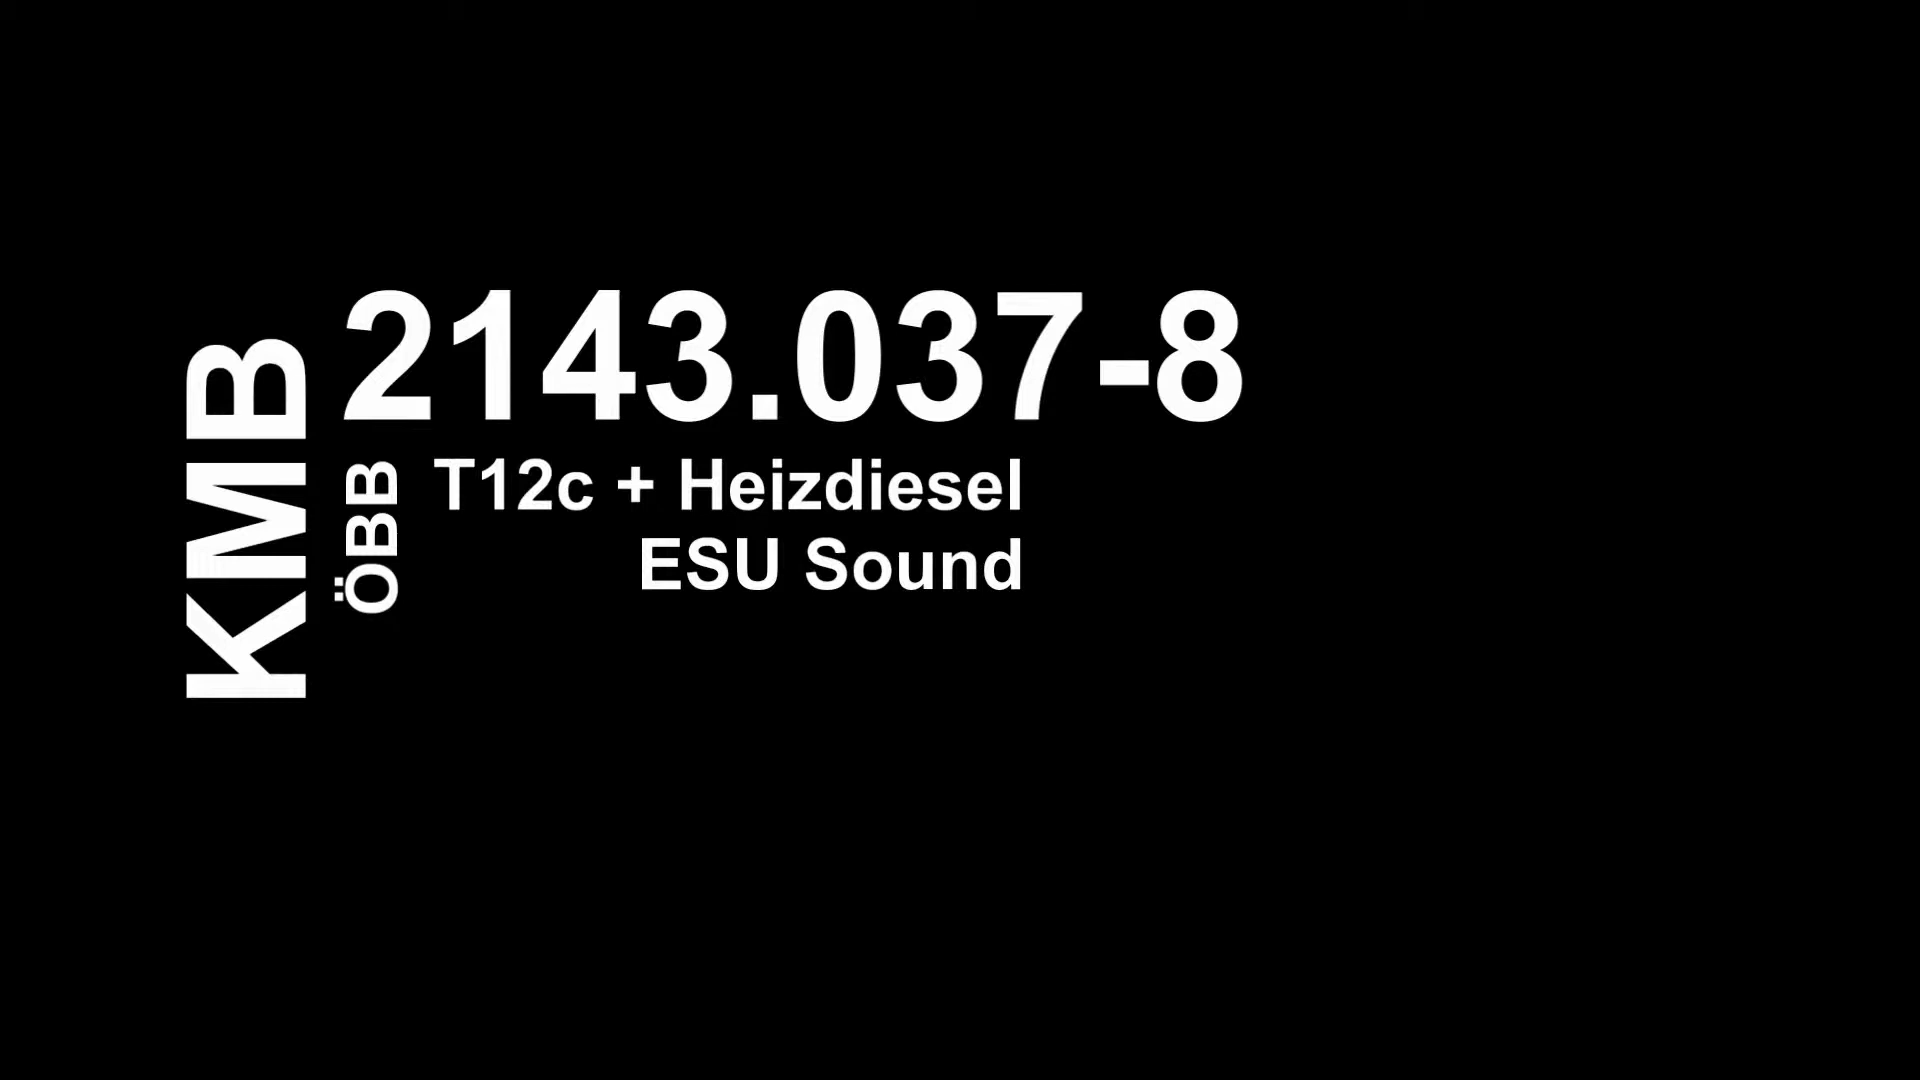 KMB
2143.037-8
ÖBB
T12c + Heizdiesel
ESU Sound